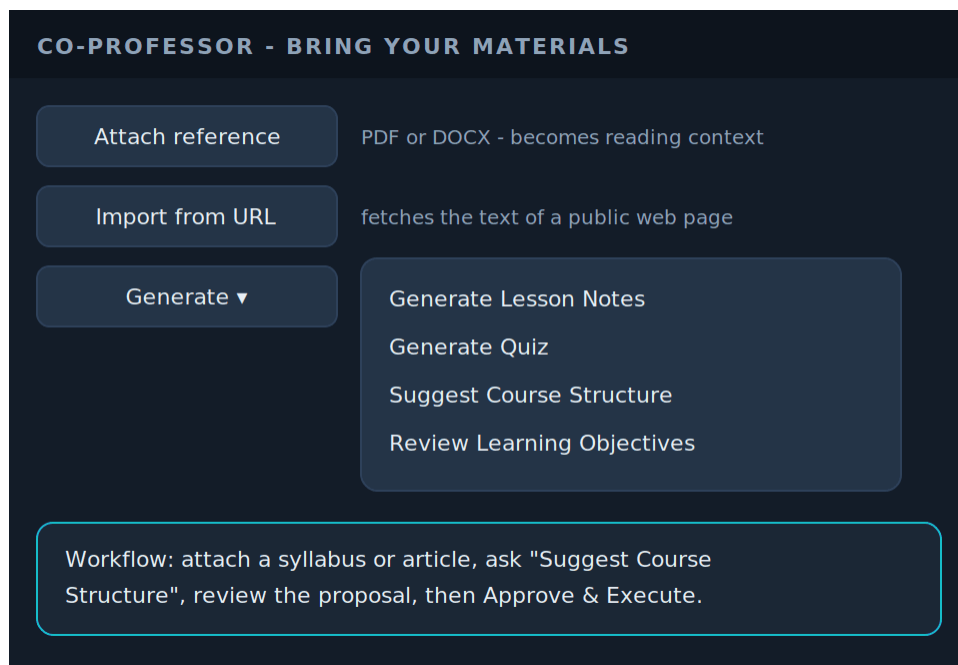 CO-PROFESSOR - BRING YOUR MATERIALS
Attach reference
PDF or DOCX - becomes reading context
Import from URL
fetches the text of a public web page
Generate ▾
Generate Lesson Notes
Generate Quiz
Suggest Course Structure
Review Learning Objectives
Workflow: attach a syllabus or article, ask "Suggest Course
Structure", review the proposal, then Approve & Execute.